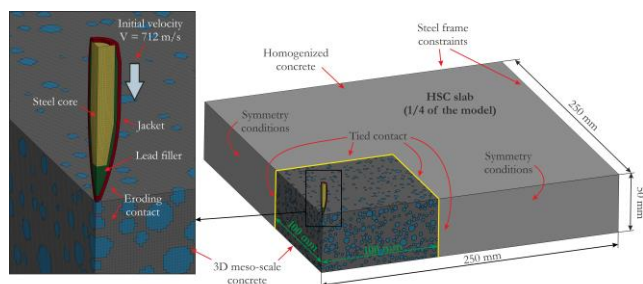 Initial velocity
V = 712 m/s
Steel core
Jacket
Lead filler
Eroding
contact
3D meso-scale
concrete
Homogenized
concrete
Steel frame
constraints
HSC slab
(1/4 of the model)
Symmetry
conditions
Tied contact
Symmetry
conditions
250 mm
50 mm
100 mm
100 mm
250 mm